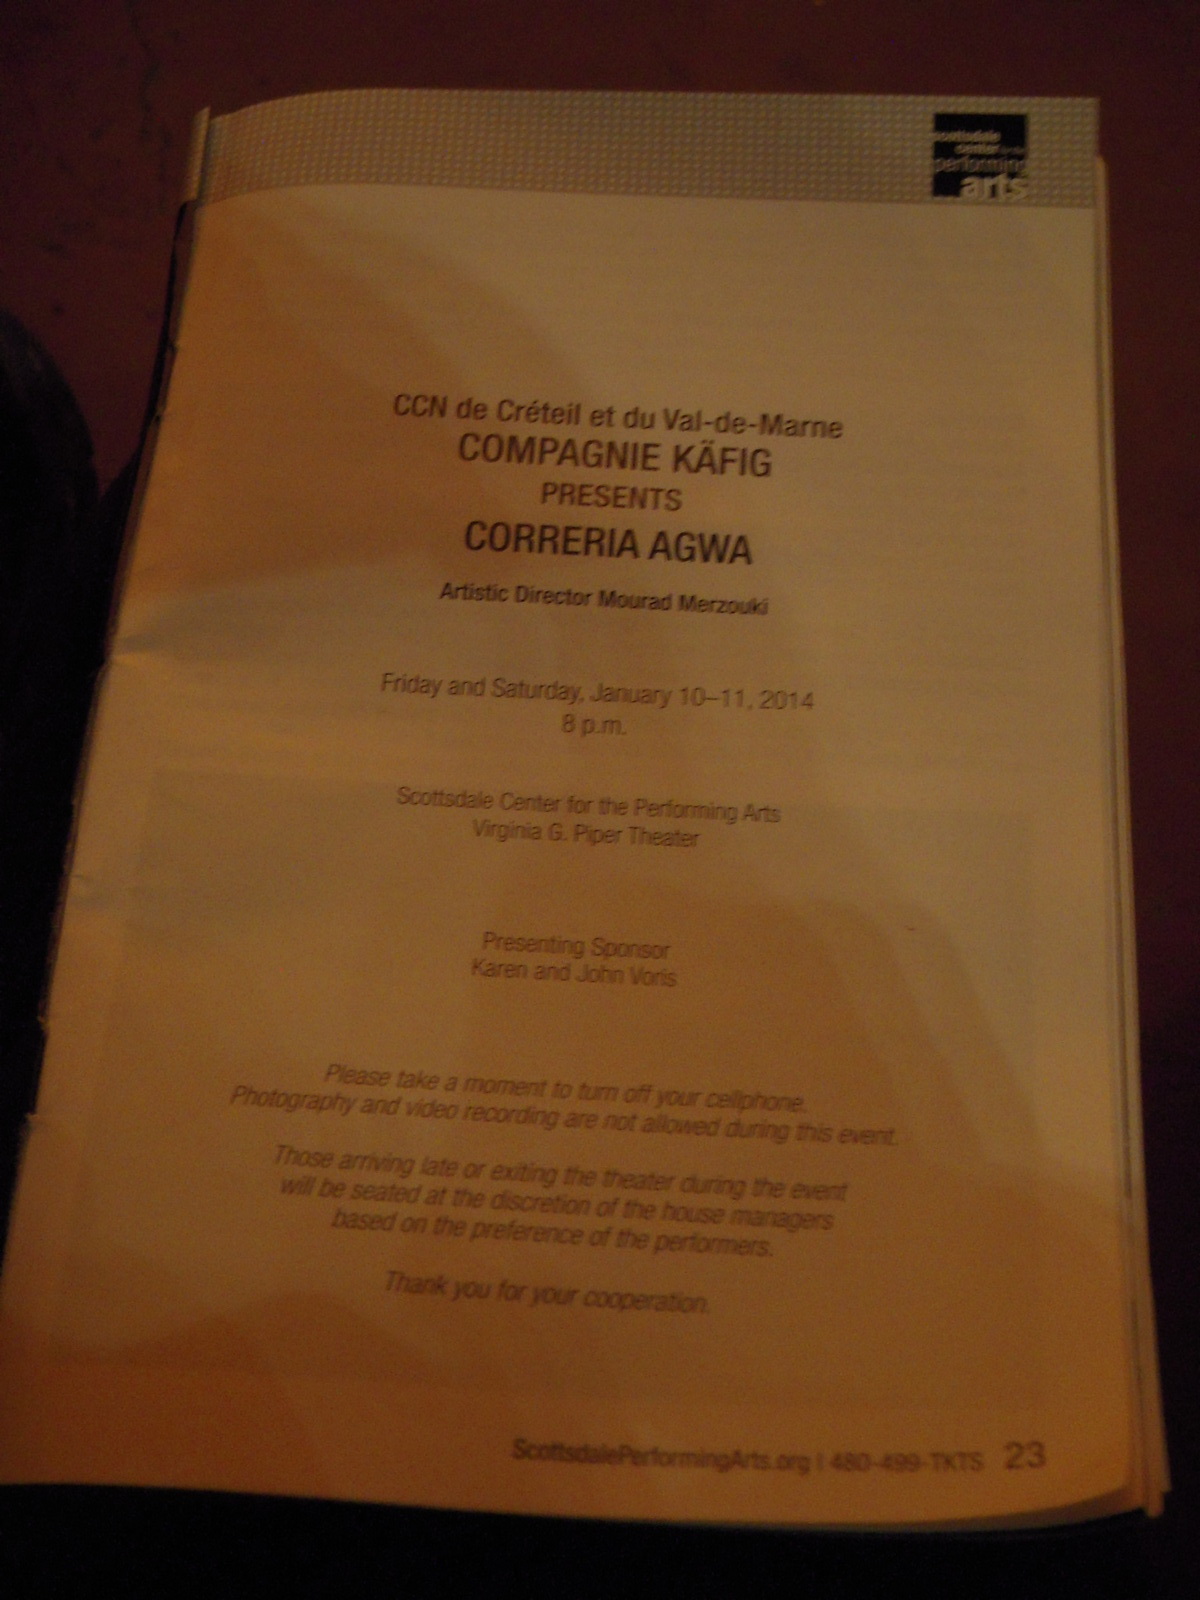 scottsdale
center for the
performing
arts
CCN de Créteil et du Val-de-Marne
COMPAGNIE KÄFIG
PRESENTS
CORRERIA AGWA
Artistic Director Mourad Merzouki
Friday and Saturday, January 10–11, 2014
8 p.m.
Scottsdale Center for the Performing Arts
Virginia G. Piper Theater
Presenting Sponsor
Karen and John Voris
Please take a moment to turn off your cellphone.
Photography and video recording are not allowed during this event.
Those arriving late or exiting the theater during the event
will be seated at the discretion of the house managers
based on the preference of the performers.
Thank you for your cooperation.
ScottsdalePerformingArts.org | 480-499-TKTS 23